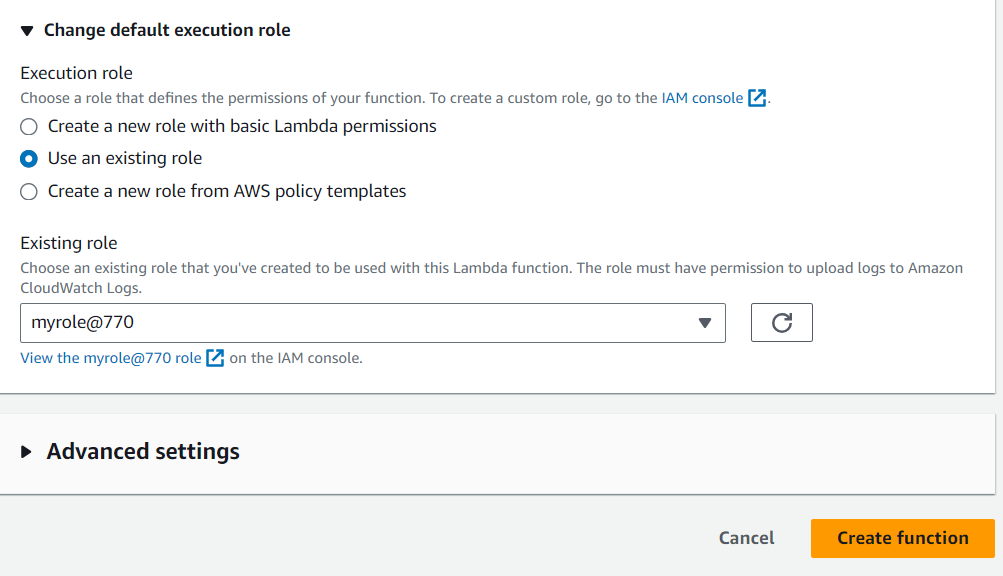 Change default execution role
Execution role
Choose a role that defines the permissions of your function. To create a custom role, go to the IAM console.
Create a new role with basic Lambda permissions
Use an existing role
Create a new role from AWS policy templates
Existing role
Choose an existing role that you've created to be used with this Lambda function. The role must have permission to upload logs to Amazon
CloudWatch Logs.
myrole@770
View the myrole@770 role on the IAM console.
Advanced settings
Cancel Create function